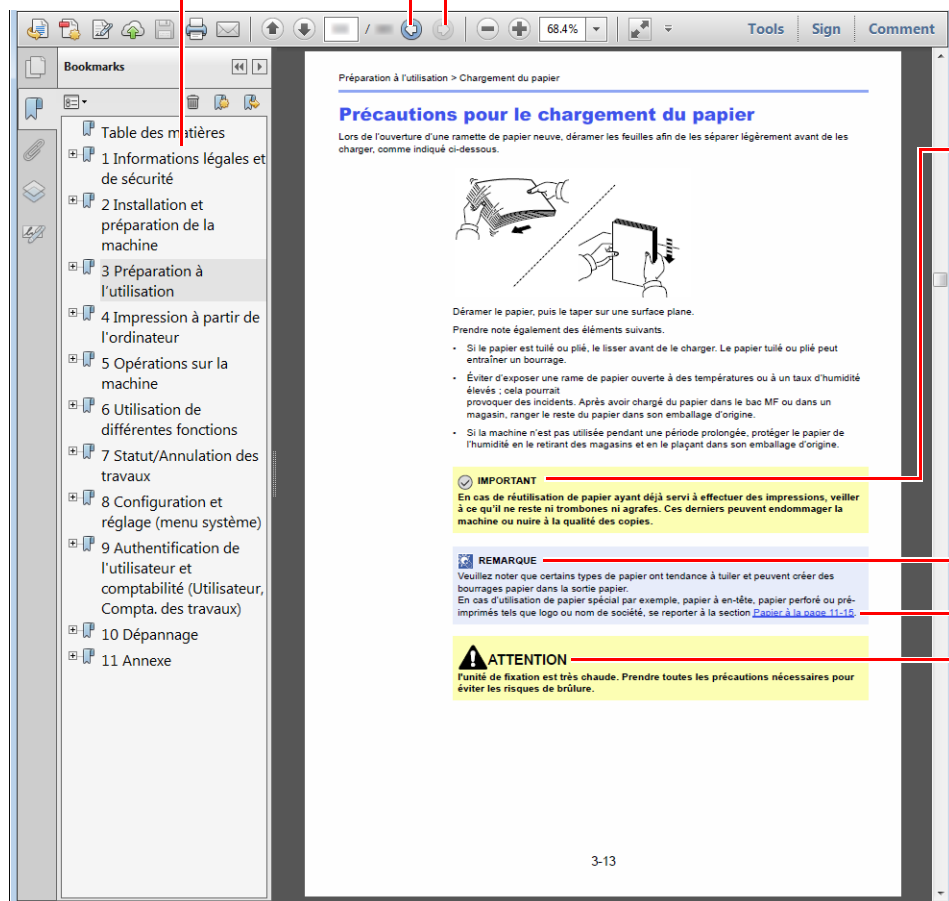 /
68.4%
Tools
Sign
Comment
Bookmarks
Table des matières
1 Informations légales et
de sécurité
2 Installation et
préparation de la
machine
3 Préparation à
l'utilisation
4 Impression à partir de
l'ordinateur
5 Opérations sur la
machine
6 Utilisation de
différentes fonctions
7 Statut/Annulation des
travaux
8 Configuration et
réglage (menu système)
9 Authentification de
l'utilisateur et
comptabilité (Utilisateur,
Compta. des travaux)
10 Dépannage
11 Annexe
Préparation à l'utilisation > Chargement du papier
Précautions pour le chargement du papier
Lors de l'ouverture d'une ramette de papier neuve, déramer les feuilles afin de les séparer légèrement avant de les
charger, comme indiqué ci-dessous.
Déramer le papier, puis le taper sur une surface plane.
Prendre note également des éléments suivants.
• Si le papier est tuilé ou plié, le lisser avant de le charger. Le papier tuilé ou plié peut
entraîner un bourrage.
• Éviter d'exposer une rame de papier ouverte à des températures ou à un taux d'humidité
élevés ; cela pourrait
provoquer des incidents. Après avoir chargé du papier dans le bac MF ou dans un
magasin, ranger le reste du papier dans son emballage d'origine.
• Si la machine n'est pas utilisée pendant une période prolongée, protéger le papier de
l'humidité en le retirant des magasins et en le plaçant dans son emballage d'origine.
IMPORTANT
En cas de réutilisation de papier ayant déjà servi à effectuer des impressions, veiller
à ce qu'il ne reste ni trombones ni agrafes. Ces derniers peuvent endommager la
machine ou nuire à la qualité des copies.
REMARQUE
Veuillez noter que certains types de papier ont tendance à tuiler et peuvent créer des
bourrages papier dans la sortie papier.
En cas d'utilisation de papier spécial par exemple, papier à en-tête, papier perforé ou pré-
imprimés tels que logo ou nom de société, se reporter à la section Papier à la page 11-15.
ATTENTION
l'unité de fixation est très chaude. Prendre toutes les précautions nécessaires pour
éviter les risques de brûlure.
3-13